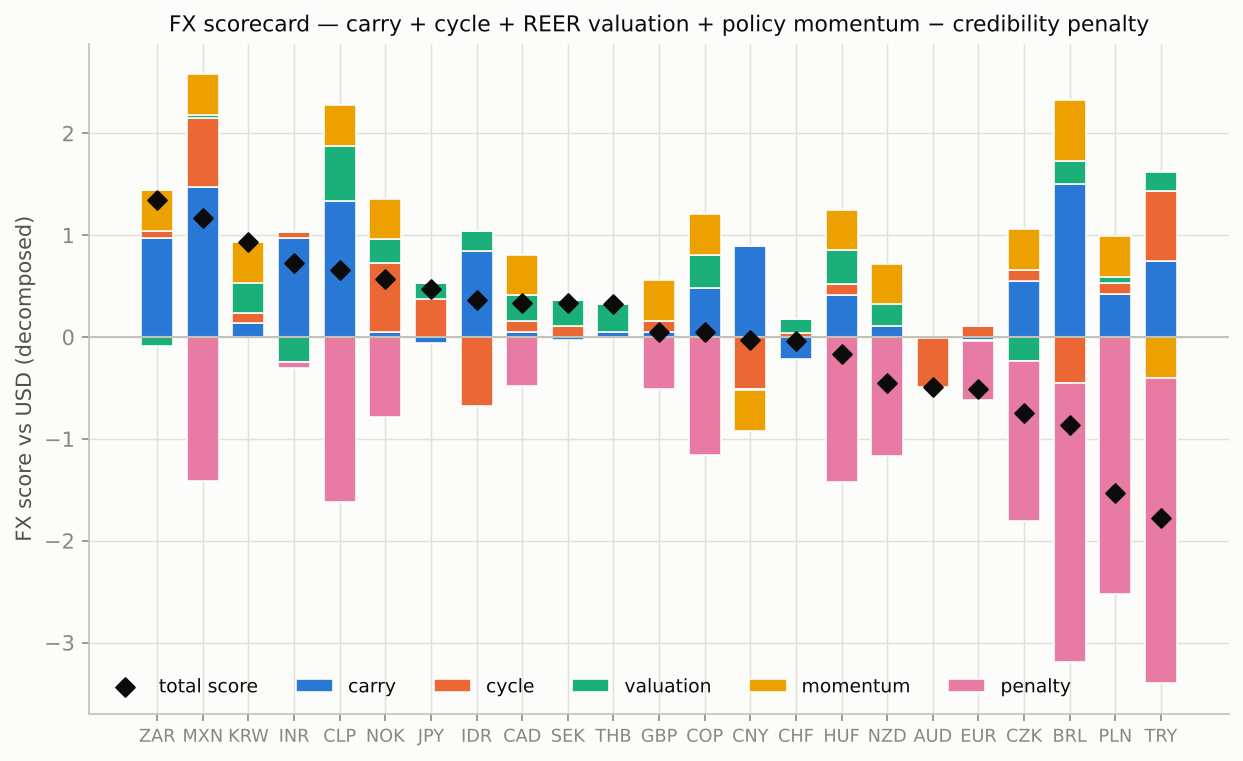 FX scorecard — carry + cycle + REER valuation + policy momentum − credibility penalty
FX score vs USD (decomposed)
2
1
0
−1
−2
−3
total score carry cycle valuation momentum penalty
ZAR MXN KRW INR CLP NOK JPY IDR CAD SEK THB GBP COP CNY CHF HUF NZD AUD EUR CZK BRL PLN TRY